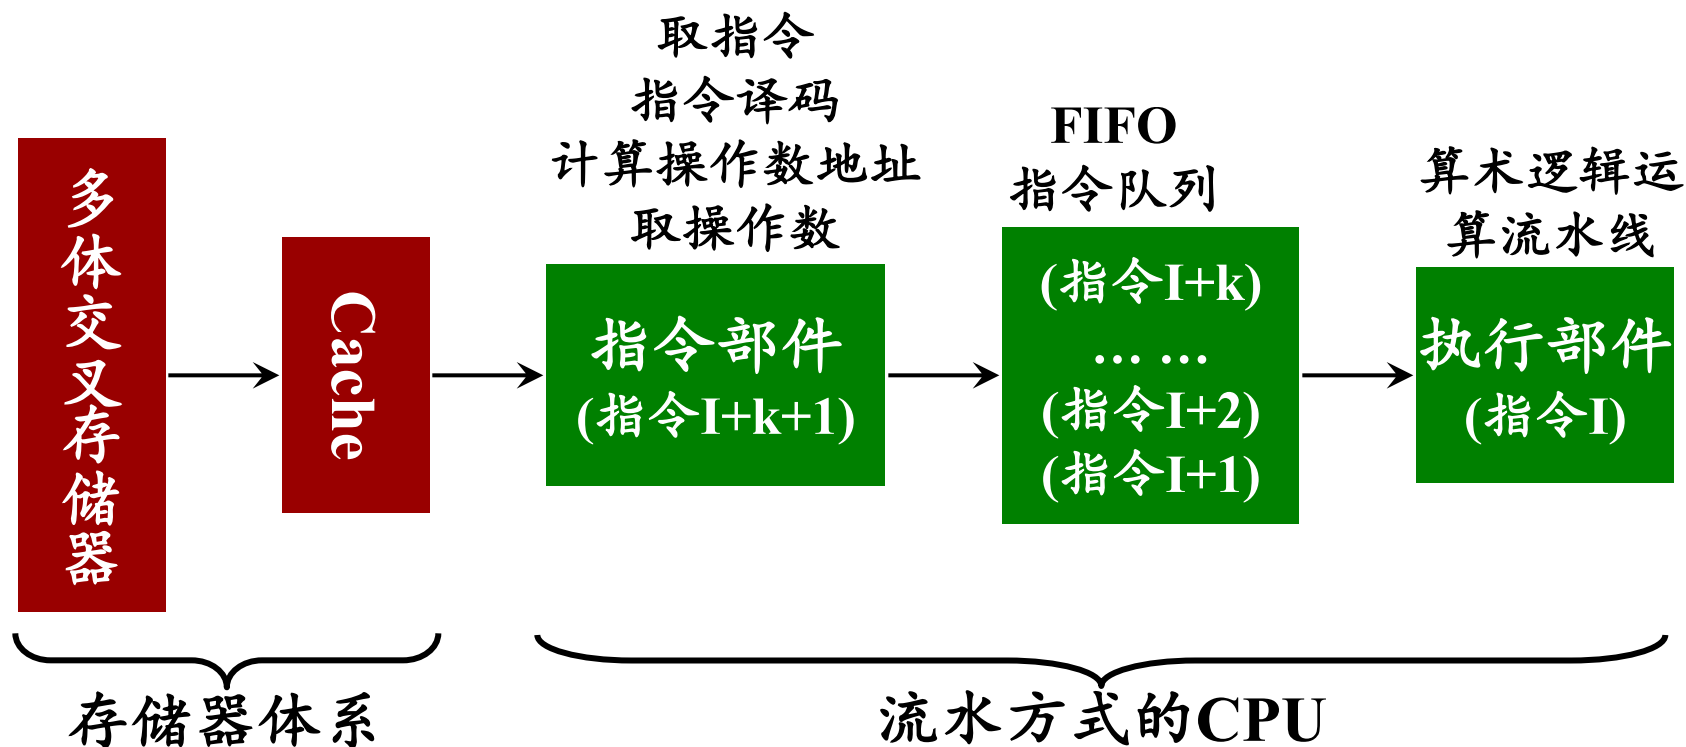 多体交叉存储器
Cache
取指令
指令译码
计算操作数地址
取操作数
指令部件
(指令I+k+1)
FIFO
指令队列
(指令I+k)
… …
(指令I+2)
(指令I+1)
算术逻辑运
算流水线
执行部件
(指令I)
存储器体系
流水方式的CPU